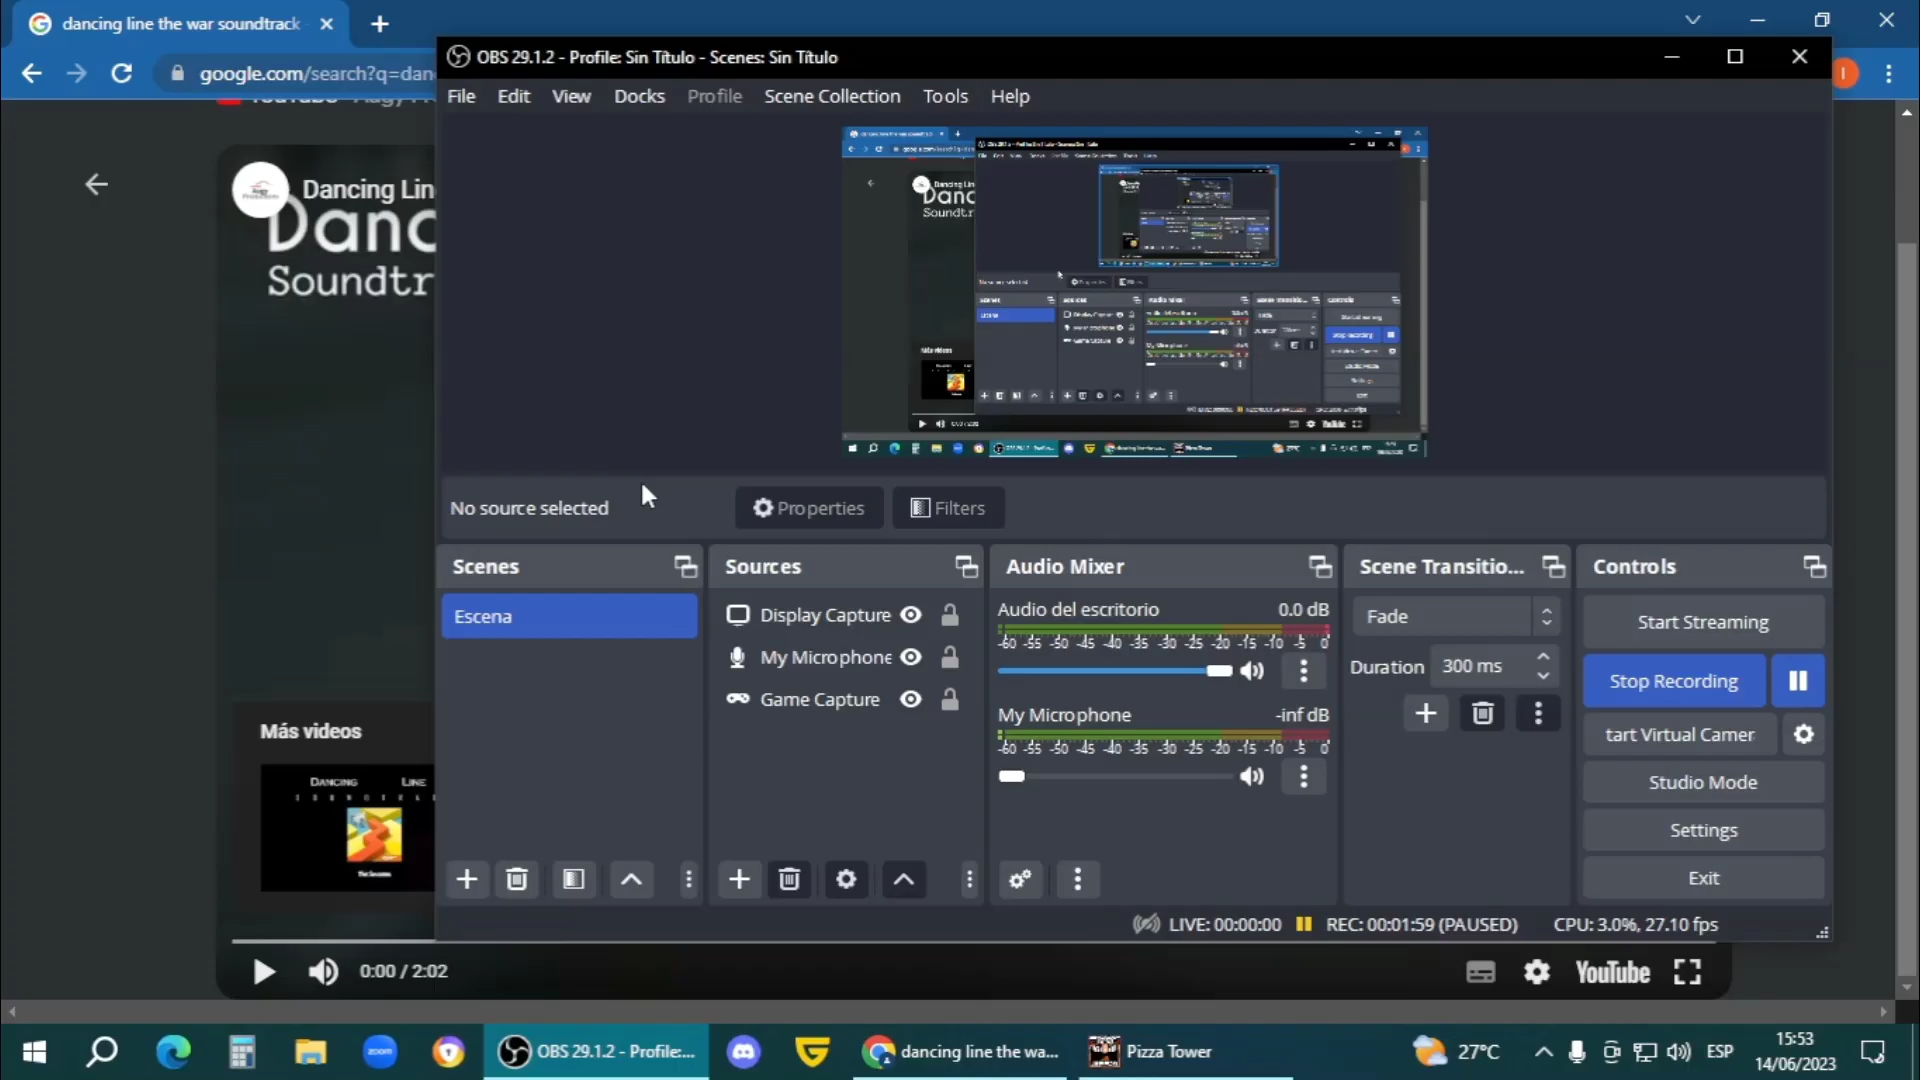 dancing line the war soundtrack
google.com/search?q=dan
OBS 29.1.2 - Profile: Sin Título - Scenes: Sin Título
File Edit View Docks Profile Scene Collection Tools Help
Dancing Lin
Danc
Soundtr
No source selected
Properties
Filters
Scenes
Sources
Audio Mixer
Scene Transitio...
Controls
Escena
Display Capture
My Microphone
Game Capture
Audio del escritorio 0.0 dB
-60 -55 -50 -45 -40 -35 -30 -25 -20 -15 -10 -5 0
My Microphone -inf dB
-60 -55 -50 -45 -40 -35 -30 -25 -20 -15 -10 -5 0
Fade
Duration 300 ms
Start Streaming
Stop Recording
tart Virtual Camer
Studio Mode
Settings
Exit
Más videos
DANCING LINE
LIVE: 00:00:00 REC: 00:01:59 (PAUSED) CPU: 3.0%, 27.10 fps
0:00 / 2:02
YouTube
zoom
OBS 29.1.2 - Profile:...
dancing line the wa...
Pizza Tower
27°C
ESP
15:53
14/06/2023